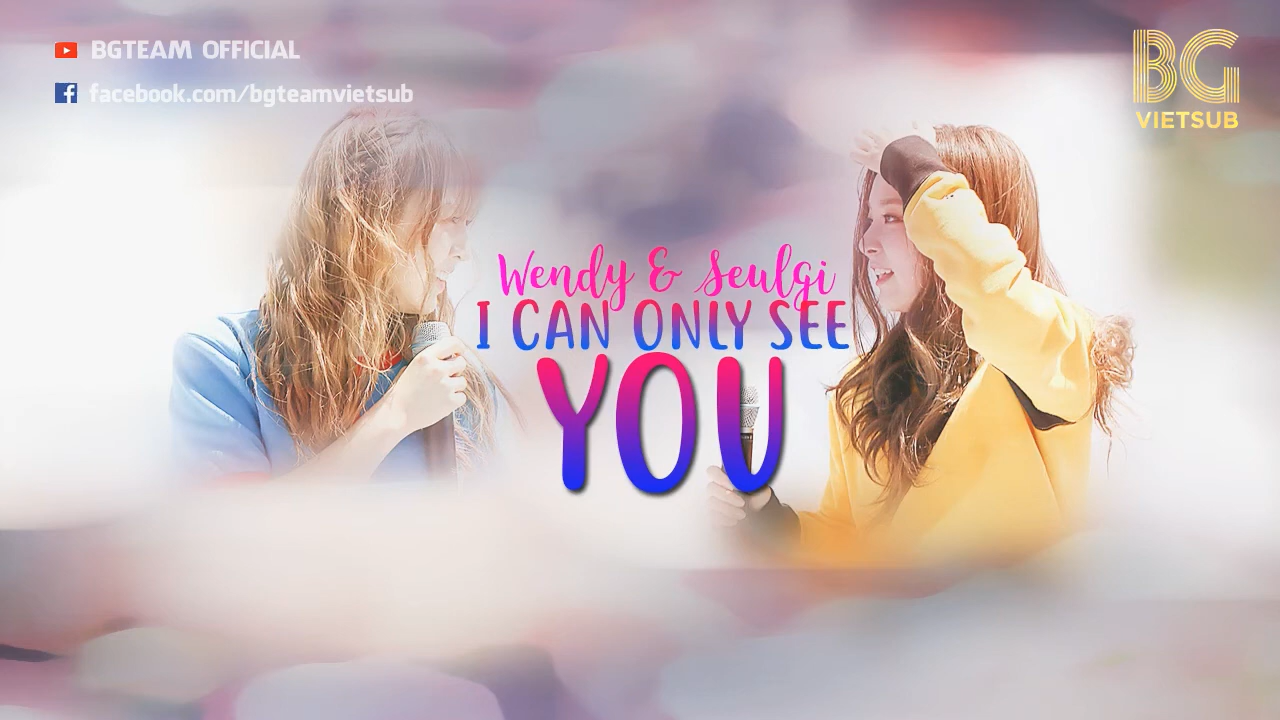 BGTEAM OFFICIAL
facebook.com/bgteamvietsub
BG
VIETSUB
Wendy & Seulgi
I CAN ONLY SEE
YOU